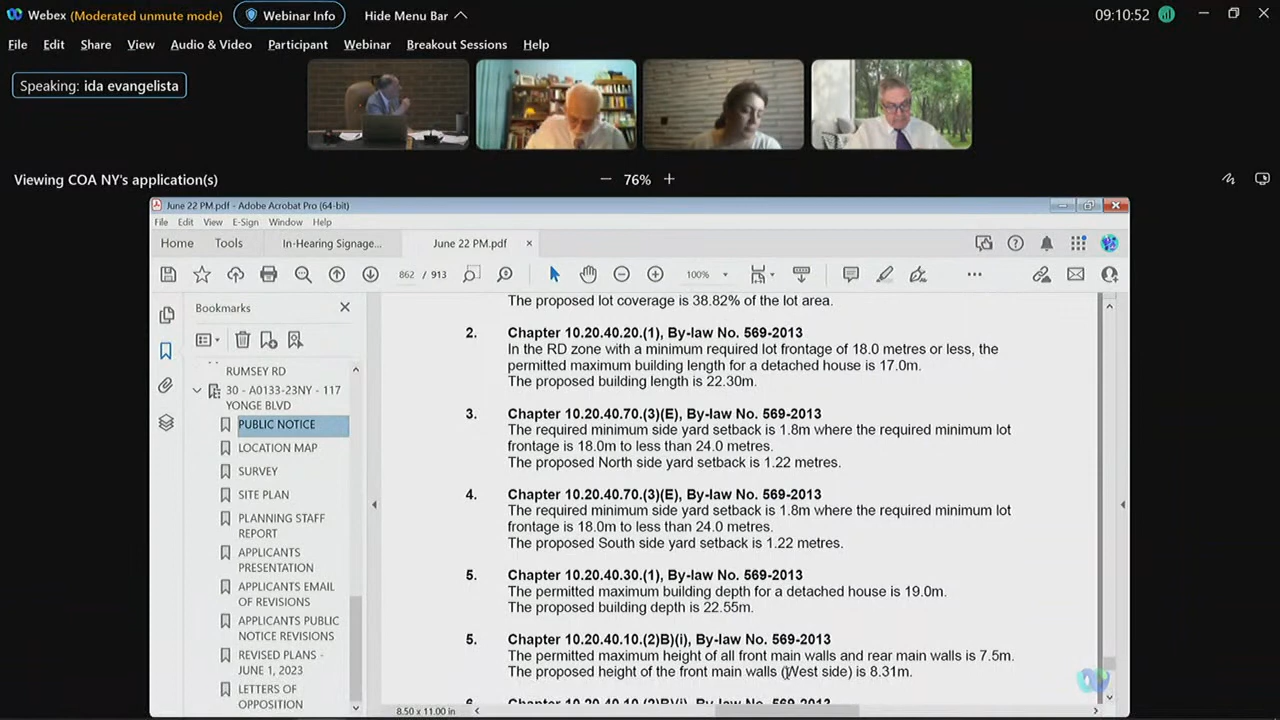 Webex (Moderated unmute mode) Webinar Info Hide Menu Bar 09:10:52
File Edit Share View Audio & Video Participant Webinar Breakout Sessions Help
Speaking: ida evangelista
Viewing COA NY's application(s) 76%
June 22 PM.pdf - Adobe Acrobat Pro (64-bit)
File Edit View E-Sign Window Help
Home Tools In-Hearing Signage... June 22 PM.pdf
862 / 913 100%
Bookmarks
RUMSEY RD
30 - A0133-23NY - 117
YONGE BLVD
PUBLIC NOTICE
LOCATION MAP
SURVEY
SITE PLAN
PLANNING STAFF
REPORT
APPLICANTS
PRESENTATION
APPLICANTS EMAIL
OF REVISIONS
APPLICANTS PUBLIC
NOTICE REVISIONS
REVISED PLANS -
JUNE 1, 2023
LETTERS OF
OPPOSITION
The proposed lot coverage is 38.82% of the lot area.
2. Chapter 10.20.40.20.(1), By-law No. 569-2013
In the RD zone with a minimum required lot frontage of 18.0 metres or less, the
permitted maximum building length for a detached house is 17.0m.
The proposed building length is 22.30m.
3. Chapter 10.20.40.70.(3)(E), By-law No. 569-2013
The required minimum side yard setback is 1.8m where the required minimum lot
frontage is 18.0m to less than 24.0 metres.
The proposed North side yard setback is 1.22 metres.
4. Chapter 10.20.40.70.(3)(E), By-law No. 569-2013
The required minimum side yard setback is 1.8m where the required minimum lot
frontage is 18.0m to less than 24.0 metres.
The proposed South side yard setback is 1.22 metres.
5. Chapter 10.20.40.30.(1), By-law No. 569-2013
The permitted maximum building depth for a detached house is 19.0m.
The proposed building depth is 22.55m.
5. Chapter 10.20.40.10.(2)B)(i), By-law No. 569-2013
The permitted maximum height of all front main walls and rear main walls is 7.5m.
The proposed height of the front main walls (West side) is 8.31m.
8.50 x 11.00 in